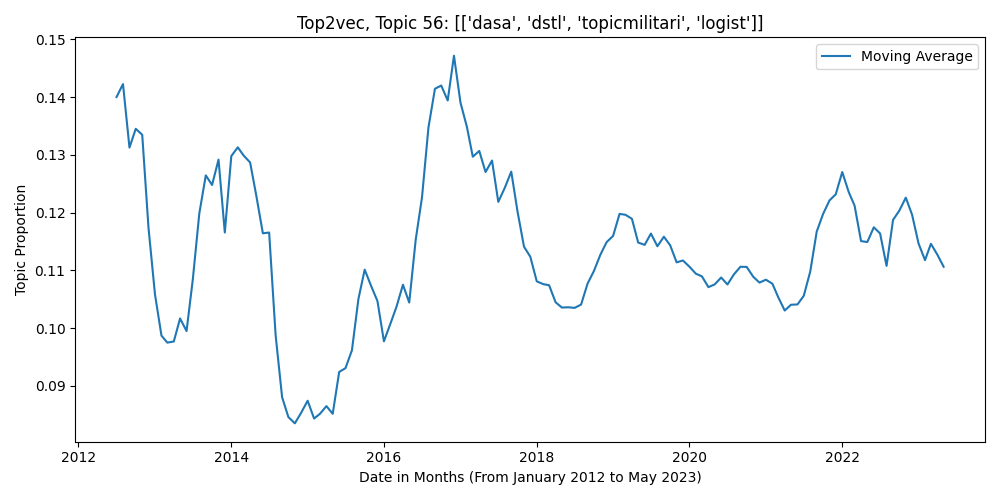 Top2vec, Topic 56: [['dasa', 'dstl', 'topicmilitari', 'logist']]
Moving Average
Topic Proportion
0.15
0.14
0.13
0.12
0.11
0.10
0.09
2012 2014 2016 2018 2020 2022
Date in Months (From January 2012 to May 2023)